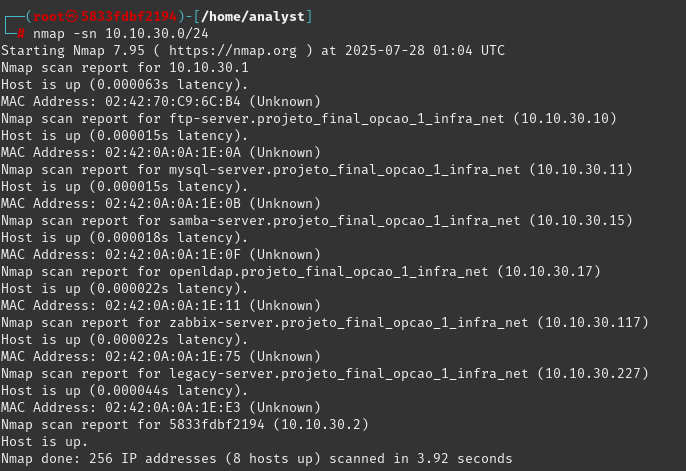 ┌──(root㉿5833fdbf2194)-[/home/analyst]
└─# nmap -sn 10.10.30.0/24
Starting Nmap 7.95 ( https://nmap.org ) at 2025-07-28 01:04 UTC
Nmap scan report for 10.10.30.1
Host is up (0.000063s latency).
MAC Address: 02:42:70:C9:6C:B4 (Unknown)
Nmap scan report for ftp-server.projeto_final_opcao_1_infra_net (10.10.30.10)
Host is up (0.000015s latency).
MAC Address: 02:42:0A:0A:1E:0A (Unknown)
Nmap scan report for mysql-server.projeto_final_opcao_1_infra_net (10.10.30.11)
Host is up (0.000015s latency).
MAC Address: 02:42:0A:0A:1E:0B (Unknown)
Nmap scan report for samba-server.projeto_final_opcao_1_infra_net (10.10.30.15)
Host is up (0.000018s latency).
MAC Address: 02:42:0A:0A:1E:0F (Unknown)
Nmap scan report for openldap.projeto_final_opcao_1_infra_net (10.10.30.17)
Host is up (0.000022s latency).
MAC Address: 02:42:0A:0A:1E:11 (Unknown)
Nmap scan report for zabbix-server.projeto_final_opcao_1_infra_net (10.10.30.117)
Host is up (0.000022s latency).
MAC Address: 02:42:0A:0A:1E:75 (Unknown)
Nmap scan report for legacy-server.projeto_final_opcao_1_infra_net (10.10.30.227)
Host is up (0.000044s latency).
MAC Address: 02:42:0A:0A:1E:E3 (Unknown)
Nmap scan report for 5833fdbf2194 (10.10.30.2)
Host is up.
Nmap done: 256 IP addresses (8 hosts up) scanned in 3.92 seconds